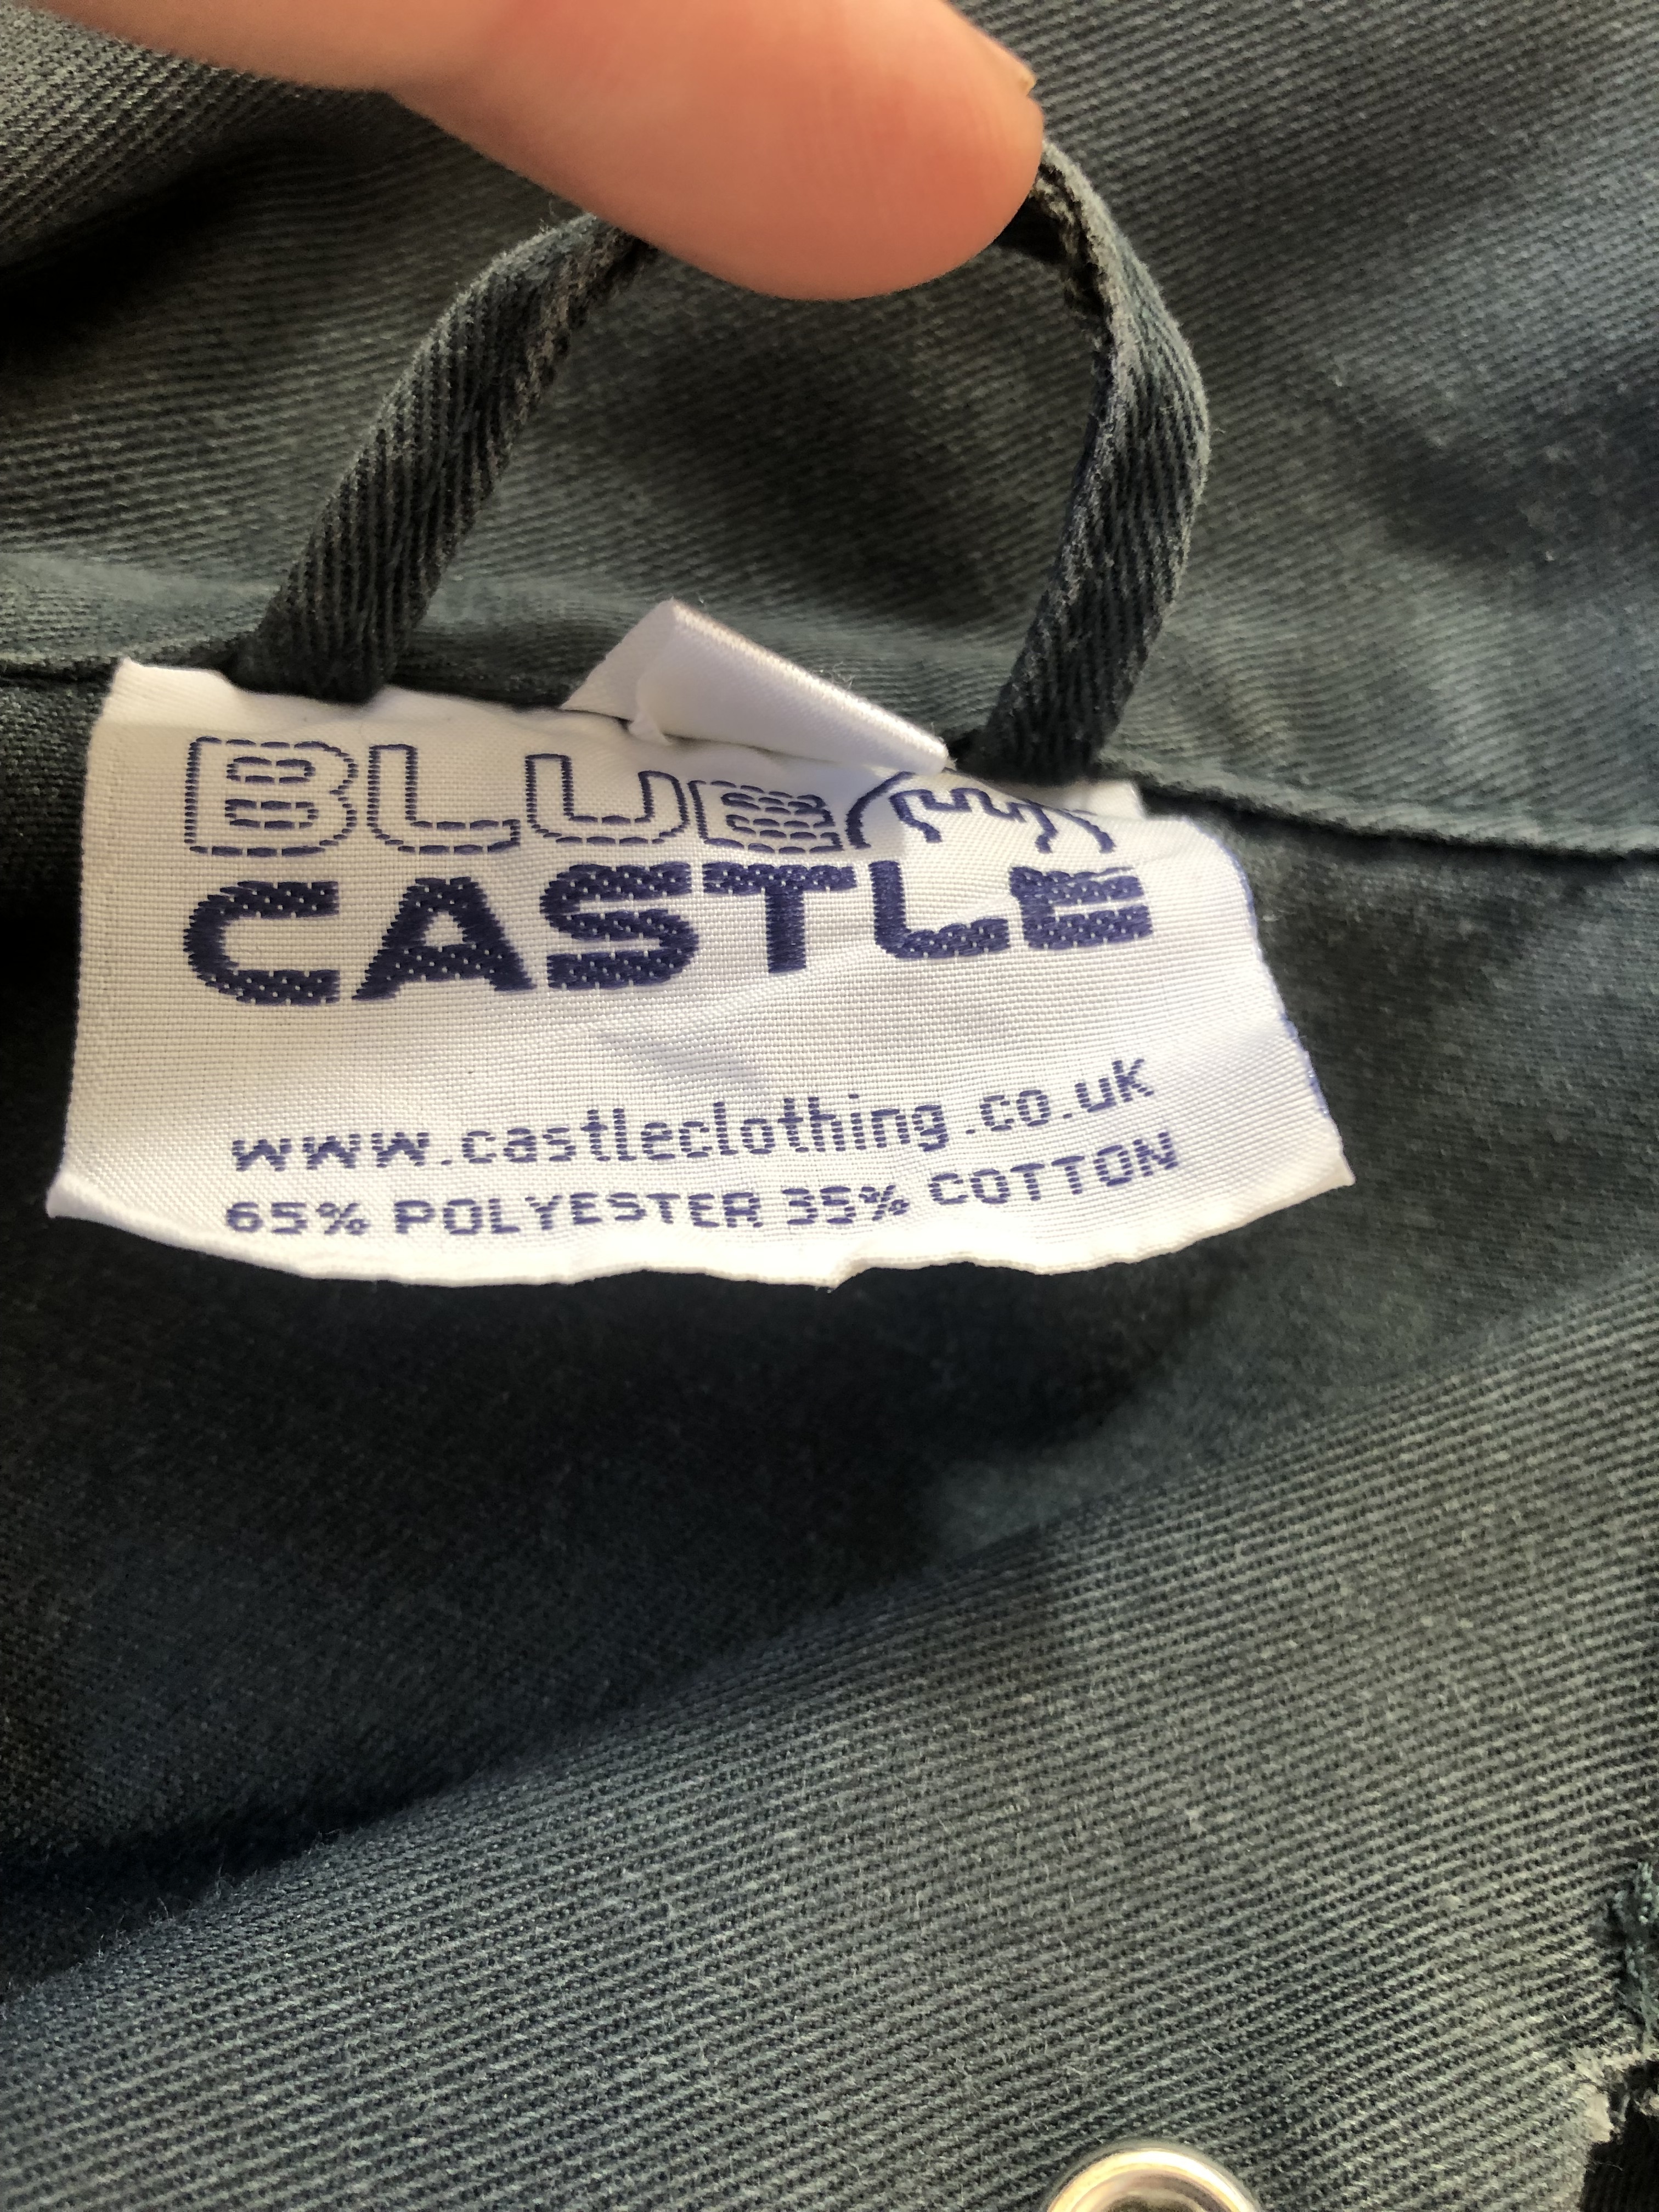 BLUE
CASTLE
www.castleclothing.co.uk
65% POLYESTER 35% COTTON